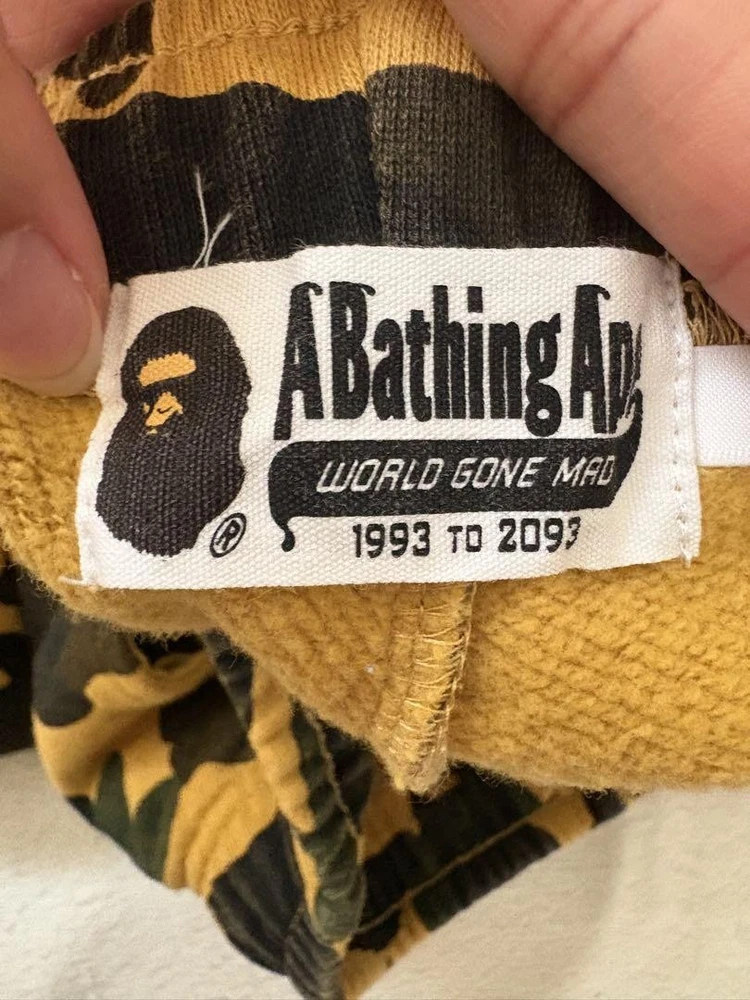 A Bathing Ape
WORLD GONE MAD
1993 TO 2093
®